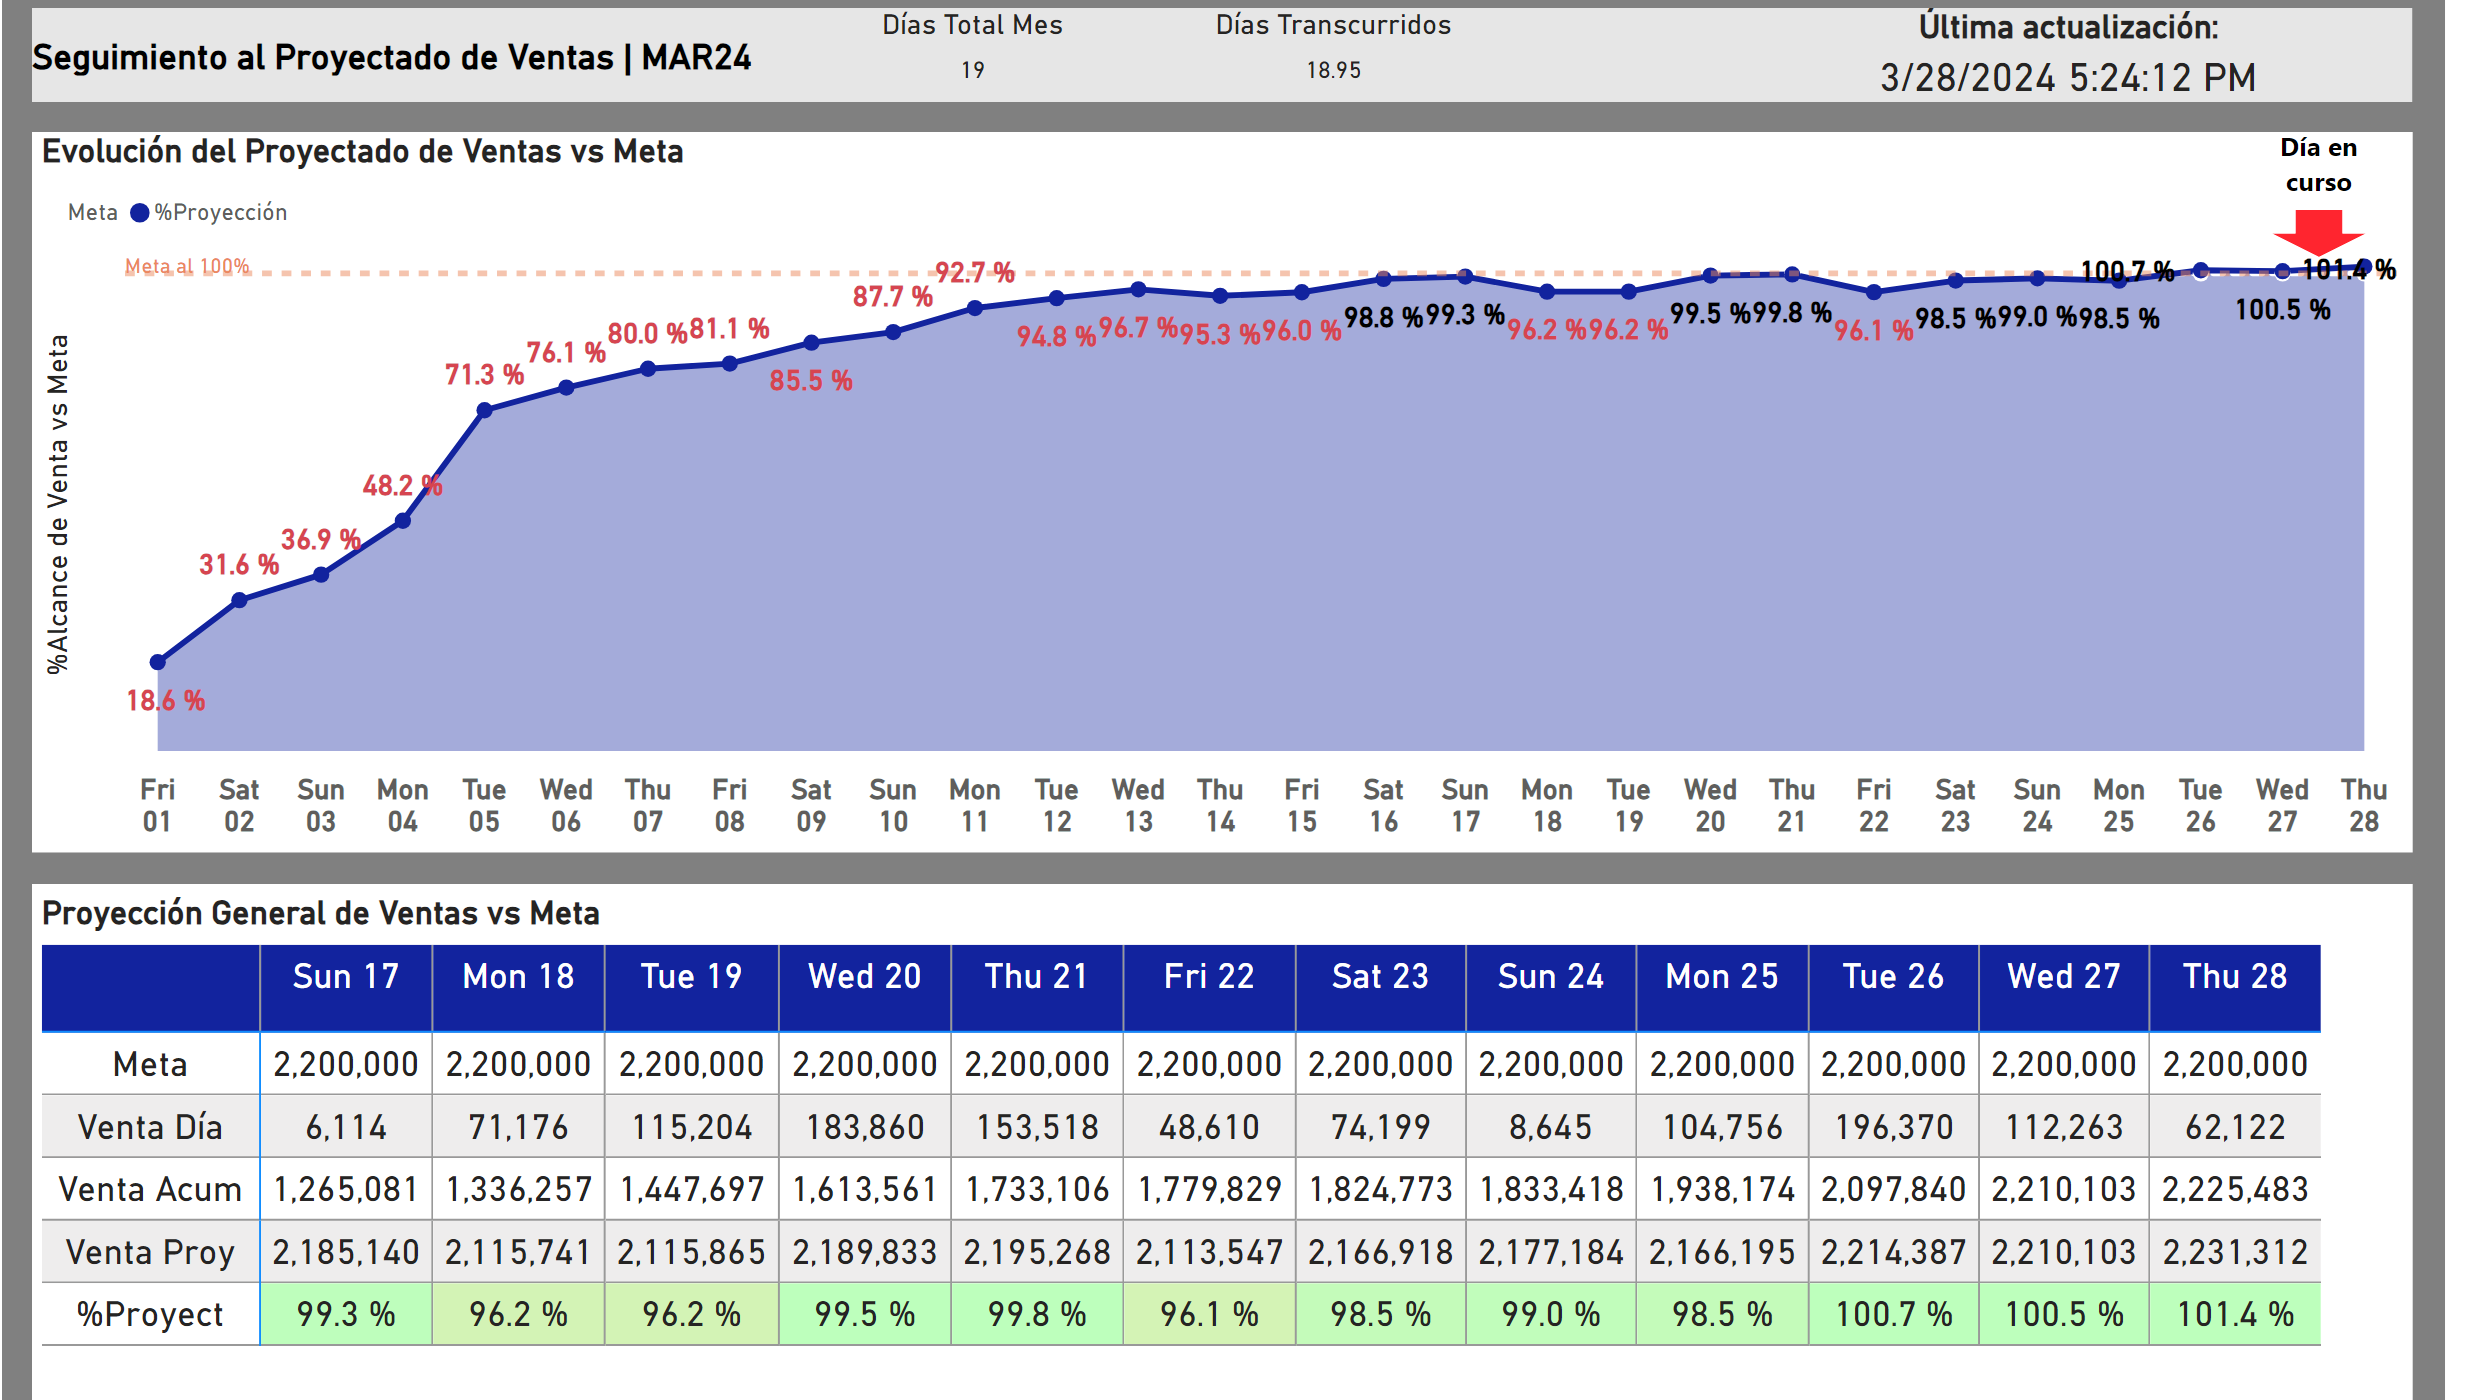 Seguimiento al Proyectado de Ventas | MAR24
Días Total Mes
19
Días Transcurridos
18.95
Última actualización:
3/28/2024 5:24:12 PM
Evolución del Proyectado de Ventas vs Meta
Día en
curso
Meta %Proyección
Meta al 100%
%Alcance de Venta vs Meta
18.6 %
31.6 %
36.9 %
48.2 %
71.3 %
76.1 %
80.0 %
81.1 %
85.5 %
87.7 %
92.7 %
94.8 %
96.7 %
95.3 %
96.0 %
98.8 %
99.3 %
96.2 %
96.2 %
99.5 %
99.8 %
96.1 %
98.5 %
99.0 %
98.5 %
100.7 %
100.5 %
101.4 %
Fri Sat Sun Mon Tue Wed Thu Fri Sat Sun Mon Tue Wed Thu Fri Sat Sun Mon Tue Wed Thu Fri Sat Sun Mon Tue Wed Thu
01 02 03 04 05 06 07 08 09 10 11 12 13 14 15 16 17 18 19 20 21 22 23 24 25 26 27 28
Proyección General de Ventas vs Meta
Sun 17 Mon 18 Tue 19 Wed 20 Thu 21 Fri 22 Sat 23 Sun 24 Mon 25 Tue 26 Wed 27 Thu 28
Meta 2,200,000 2,200,000 2,200,000 2,200,000 2,200,000 2,200,000 2,200,000 2,200,000 2,200,000 2,200,000 2,200,000 2,200,000
Venta Día 6,114 71,176 115,204 183,860 153,518 48,610 74,199 8,645 104,756 196,370 112,263 62,122
Venta Acum 1,265,081 1,336,257 1,447,697 1,613,561 1,733,106 1,779,829 1,824,773 1,833,418 1,938,174 2,097,840 2,210,103 2,225,483
Venta Proy 2,185,140 2,115,741 2,115,865 2,189,833 2,195,268 2,113,547 2,166,918 2,177,184 2,166,195 2,214,387 2,210,103 2,231,312
%Proyect 99.3 % 96.2 % 96.2 % 99.5 % 99.8 % 96.1 % 98.5 % 99.0 % 98.5 % 100.7 % 100.5 % 101.4 %